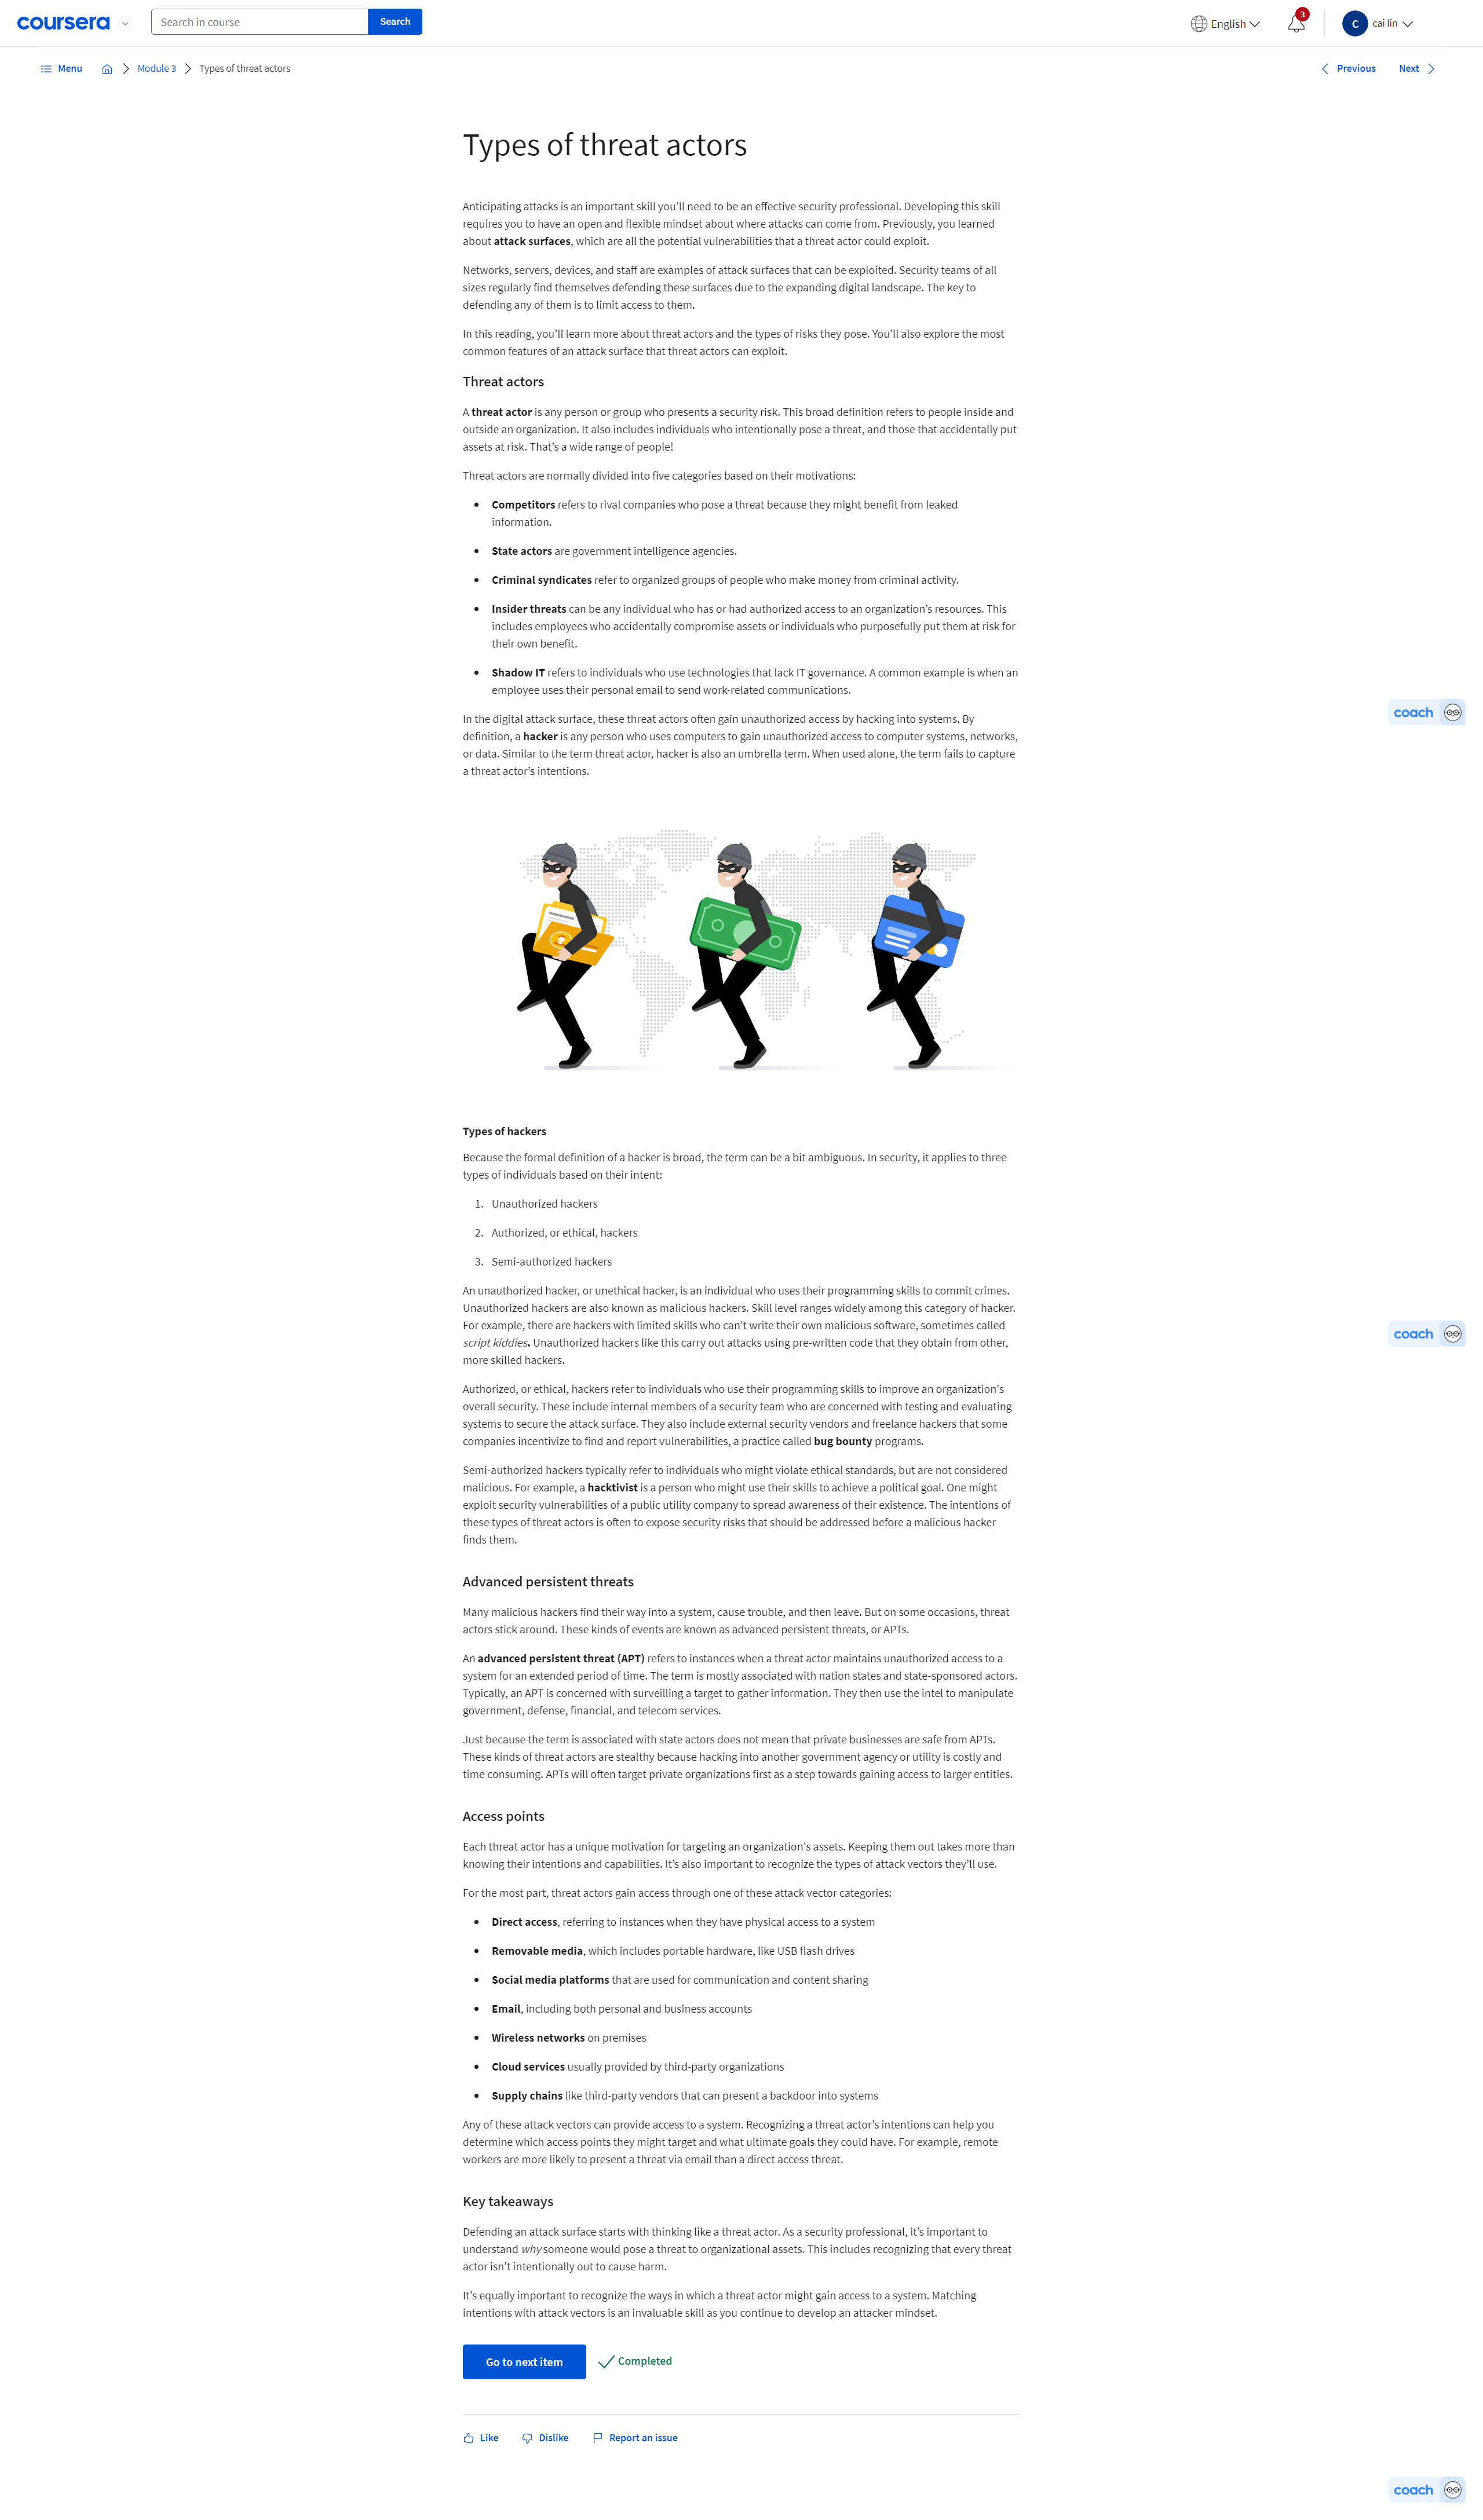 coursera
Search in course
Search
English
3
C
cai lin
Menu
Module 3
Types of threat actors
Previous
Next
Types of threat actors
Anticipating attacks is an important skill you’ll need to be an effective security professional. Developing this skill
requires you to have an open and flexible mindset about where attacks can come from. Previously, you learned
about attack surfaces, which are all the potential vulnerabilities that a threat actor could exploit.
Networks, servers, devices, and staff are examples of attack surfaces that can be exploited. Security teams of all
sizes regularly find themselves defending these surfaces due to the expanding digital landscape. The key to
defending any of them is to limit access to them.
In this reading, you’ll learn more about threat actors and the types of risks they pose. You’ll also explore the most
common features of an attack surface that threat actors can exploit.
Threat actors
A threat actor is any person or group who presents a security risk. This broad definition refers to people inside and
outside an organization. It also includes individuals who intentionally pose a threat, and those that accidentally put
assets at risk. That’s a wide range of people!
Threat actors are normally divided into five categories based on their motivations:
• Competitors refers to rival companies who pose a threat because they might benefit from leaked
information.
• State actors are government intelligence agencies.
• Criminal syndicates refer to organized groups of people who make money from criminal activity.
• Insider threats can be any individual who has or had authorized access to an organization’s resources. This
includes employees who accidentally compromise assets or individuals who purposefully put them at risk for
their own benefit.
• Shadow IT refers to individuals who use technologies that lack IT governance. A common example is when an
employee uses their personal email to send work-related communications.
coach
In the digital attack surface, these threat actors often gain unauthorized access by hacking into systems. By
definition, a hacker is any person who uses computers to gain unauthorized access to computer systems, networks,
or data. Similar to the term threat actor, hacker is also an umbrella term. When used alone, the term fails to capture
a threat actor’s intentions.
Types of hackers
Because the formal definition of a hacker is broad, the term can be a bit ambiguous. In security, it applies to three
types of individuals based on their intent:
1. Unauthorized hackers
2. Authorized, or ethical, hackers
3. Semi-authorized hackers
An unauthorized hacker, or unethical hacker, is an individual who uses their programming skills to commit crimes.
Unauthorized hackers are also known as malicious hackers. Skill level ranges widely among this category of hacker.
For example, there are hackers with limited skills who can’t write their own malicious software, sometimes called
script kiddies. Unauthorized hackers like this carry out attacks using pre-written code that they obtain from other,
more skilled hackers.
coach
Authorized, or ethical, hackers refer to individuals who use their programming skills to improve an organization's
overall security. These include internal members of a security team who are concerned with testing and evaluating
systems to secure the attack surface. They also include external security vendors and freelance hackers that some
companies incentivize to find and report vulnerabilities, a practice called bug bounty programs.
Semi-authorized hackers typically refer to individuals who might violate ethical standards, but are not considered
malicious. For example, a hacktivist is a person who might use their skills to achieve a political goal. One might
exploit security vulnerabilities of a public utility company to spread awareness of their existence. The intentions of
these types of threat actors is often to expose security risks that should be addressed before a malicious hacker
finds them.
Advanced persistent threats
Many malicious hackers find their way into a system, cause trouble, and then leave. But on some occasions, threat
actors stick around. These kinds of events are known as advanced persistent threats, or APTs.
An advanced persistent threat (APT) refers to instances when a threat actor maintains unauthorized access to a
system for an extended period of time. The term is mostly associated with nation states and state-sponsored actors.
Typically, an APT is concerned with surveilling a target to gather information. They then use the intel to manipulate
government, defense, financial, and telecom services.
Just because the term is associated with state actors does not mean that private businesses are safe from APTs.
These kinds of threat actors are stealthy because hacking into another government agency or utility is costly and
time consuming. APTs will often target private organizations first as a step towards gaining access to larger entities.
Access points
Each threat actor has a unique motivation for targeting an organization's assets. Keeping them out takes more than
knowing their intentions and capabilities. It’s also important to recognize the types of attack vectors they’ll use.
For the most part, threat actors gain access through one of these attack vector categories:
• Direct access, referring to instances when they have physical access to a system
• Removable media, which includes portable hardware, like USB flash drives
• Social media platforms that are used for communication and content sharing
• Email, including both personal and business accounts
• Wireless networks on premises
• Cloud services usually provided by third-party organizations
• Supply chains like third-party vendors that can present a backdoor into systems
Any of these attack vectors can provide access to a system. Recognizing a threat actor’s intentions can help you
determine which access points they might target and what ultimate goals they could have. For example, remote
workers are more likely to present a threat via email than a direct access threat.
Key takeaways
Defending an attack surface starts with thinking like a threat actor. As a security professional, it’s important to
understand why someone would pose a threat to organizational assets. This includes recognizing that every threat
actor isn’t intentionally out to cause harm.
It’s equally important to recognize the ways in which a threat actor might gain access to a system. Matching
intentions with attack vectors is an invaluable skill as you continue to develop an attacker mindset.
Go to next item
Completed
Like
Dislike
Report an issue
coach